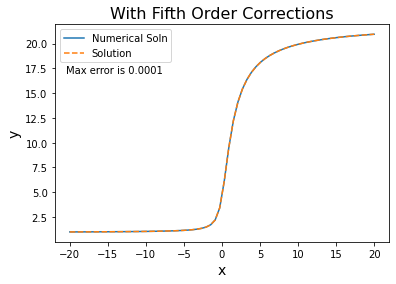 With Fifth Order Corrections
Numerical Soln
Solution
Max error is 0.0001
y
20.0
17.5
15.0
12.5
10.0
7.5
5.0
2.5
−20 −15 −10 −5 0 5 10 15 20
x